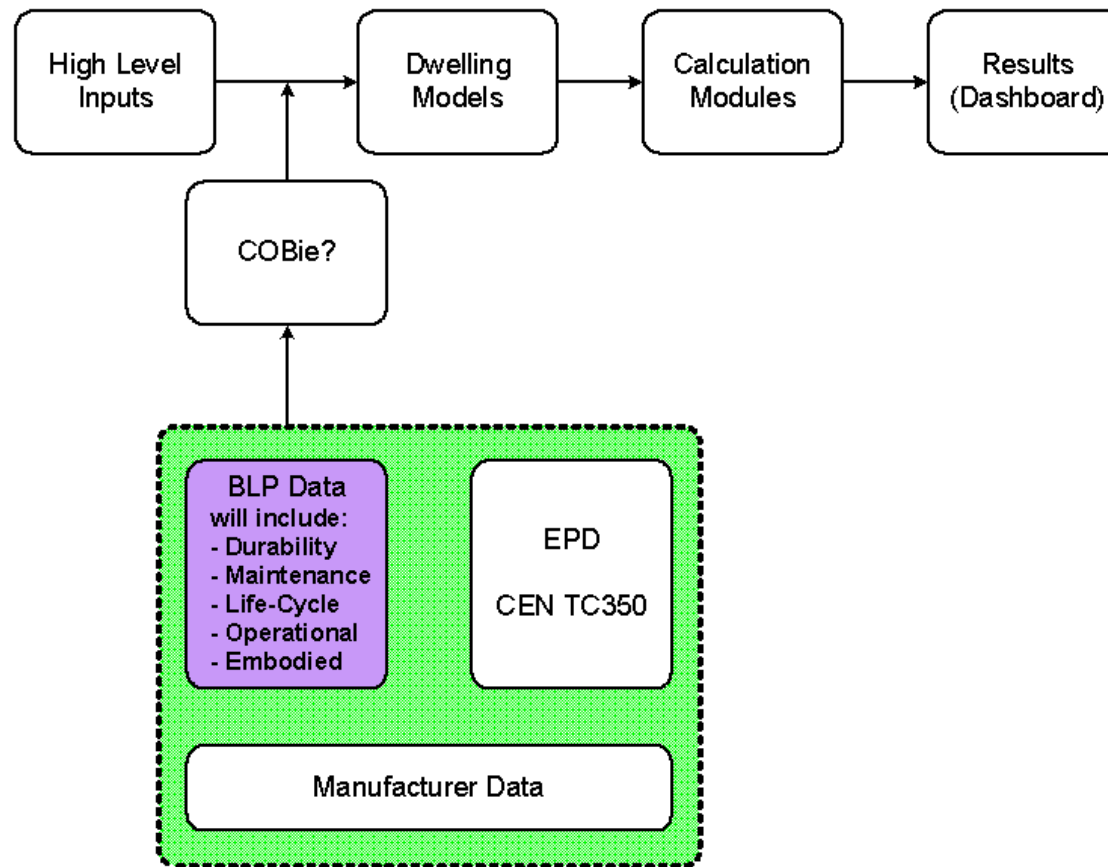 High Level
Inputs
Dwelling
Models
Calculation
Modules
Results
(Dashboard)
COBie?
BLP Data
will include:
- Durability
- Maintenance
- Life-Cycle
- Operational
- Embodied
EPD
CEN TC350
Manufacturer Data